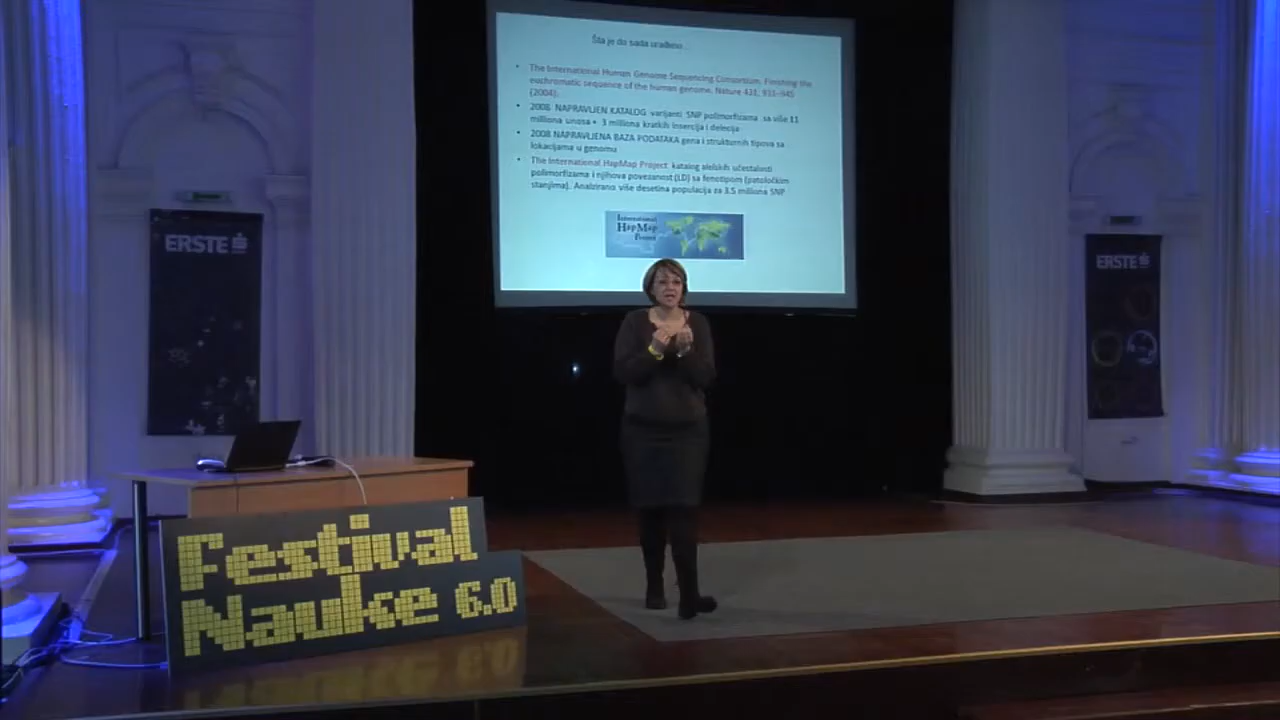 Šta je do sada urađeno...
• The International Human Genome Sequencing Consortium. Finishing the
euchromatic sequence of the human genome. Nature 431, 931–945
(2004).
• 2008 NAPRAVLJEN KATALOG varijanti SNP polimorfizama sa više 11
miliona unosa + 3 miliona kratkih insercija i delecija
• 2008 NAPRAVLJENA BAZA PODATAKA gena i strukturnih tipova sa
lokacijama u genomu
• The International HapMap Project katalog alelskih učestalosti
polimorfizama i njihova povezanost (LD) sa fenotipom (patološkim
stanjima). Analizirano više desetina populacija za 3.5 miliona SNP
International
HapMap
Project
ERSTE
ERSTE
Festival
Nauke 6.0